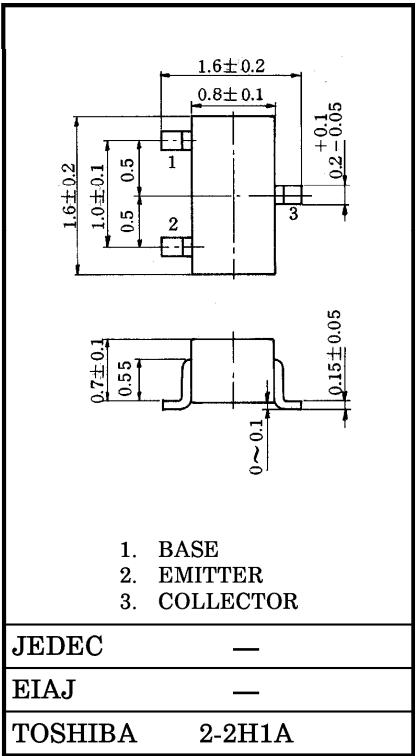 1.6±0.2
0.8±0.1
+0.1
0.2-0.05
1
0.5
1.0±0.1
1.6±0.2
0.5
2
3
0.7±0.1
0.55
0.15±0.05
0~0.1
1. BASE
2. EMITTER
3. COLLECTOR
JEDEC —
EIAJ —
TOSHIBA 2-2H1A